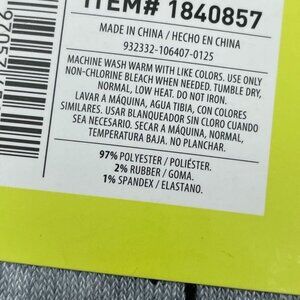 ITEM# 1840857
MADE IN CHINA / HECHO EN CHINA
932332-106407-0125
MACHINE WASH WARM WITH LIKE COLORS. USE ONLY
NON-CHLORINE BLEACH WHEN NEEDED. TUMBLE DRY,
NORMAL, LOW HEAT. DO NOT IRON.
LAVAR A MÁQUINA, AGUA TIBIA, CON COLORES
SIMILARES. USAR BLANQUEADOR SIN CLORO CUANDO
SEA NECESARIO. SECAR A MÁQUINA, NORMAL,
TEMPERATURA BAJA. NO PLANCHAR.
97% POLYESTER / POLIÉSTER.
2% RUBBER / GOMA.
1% SPANDEX / ELASTANO.